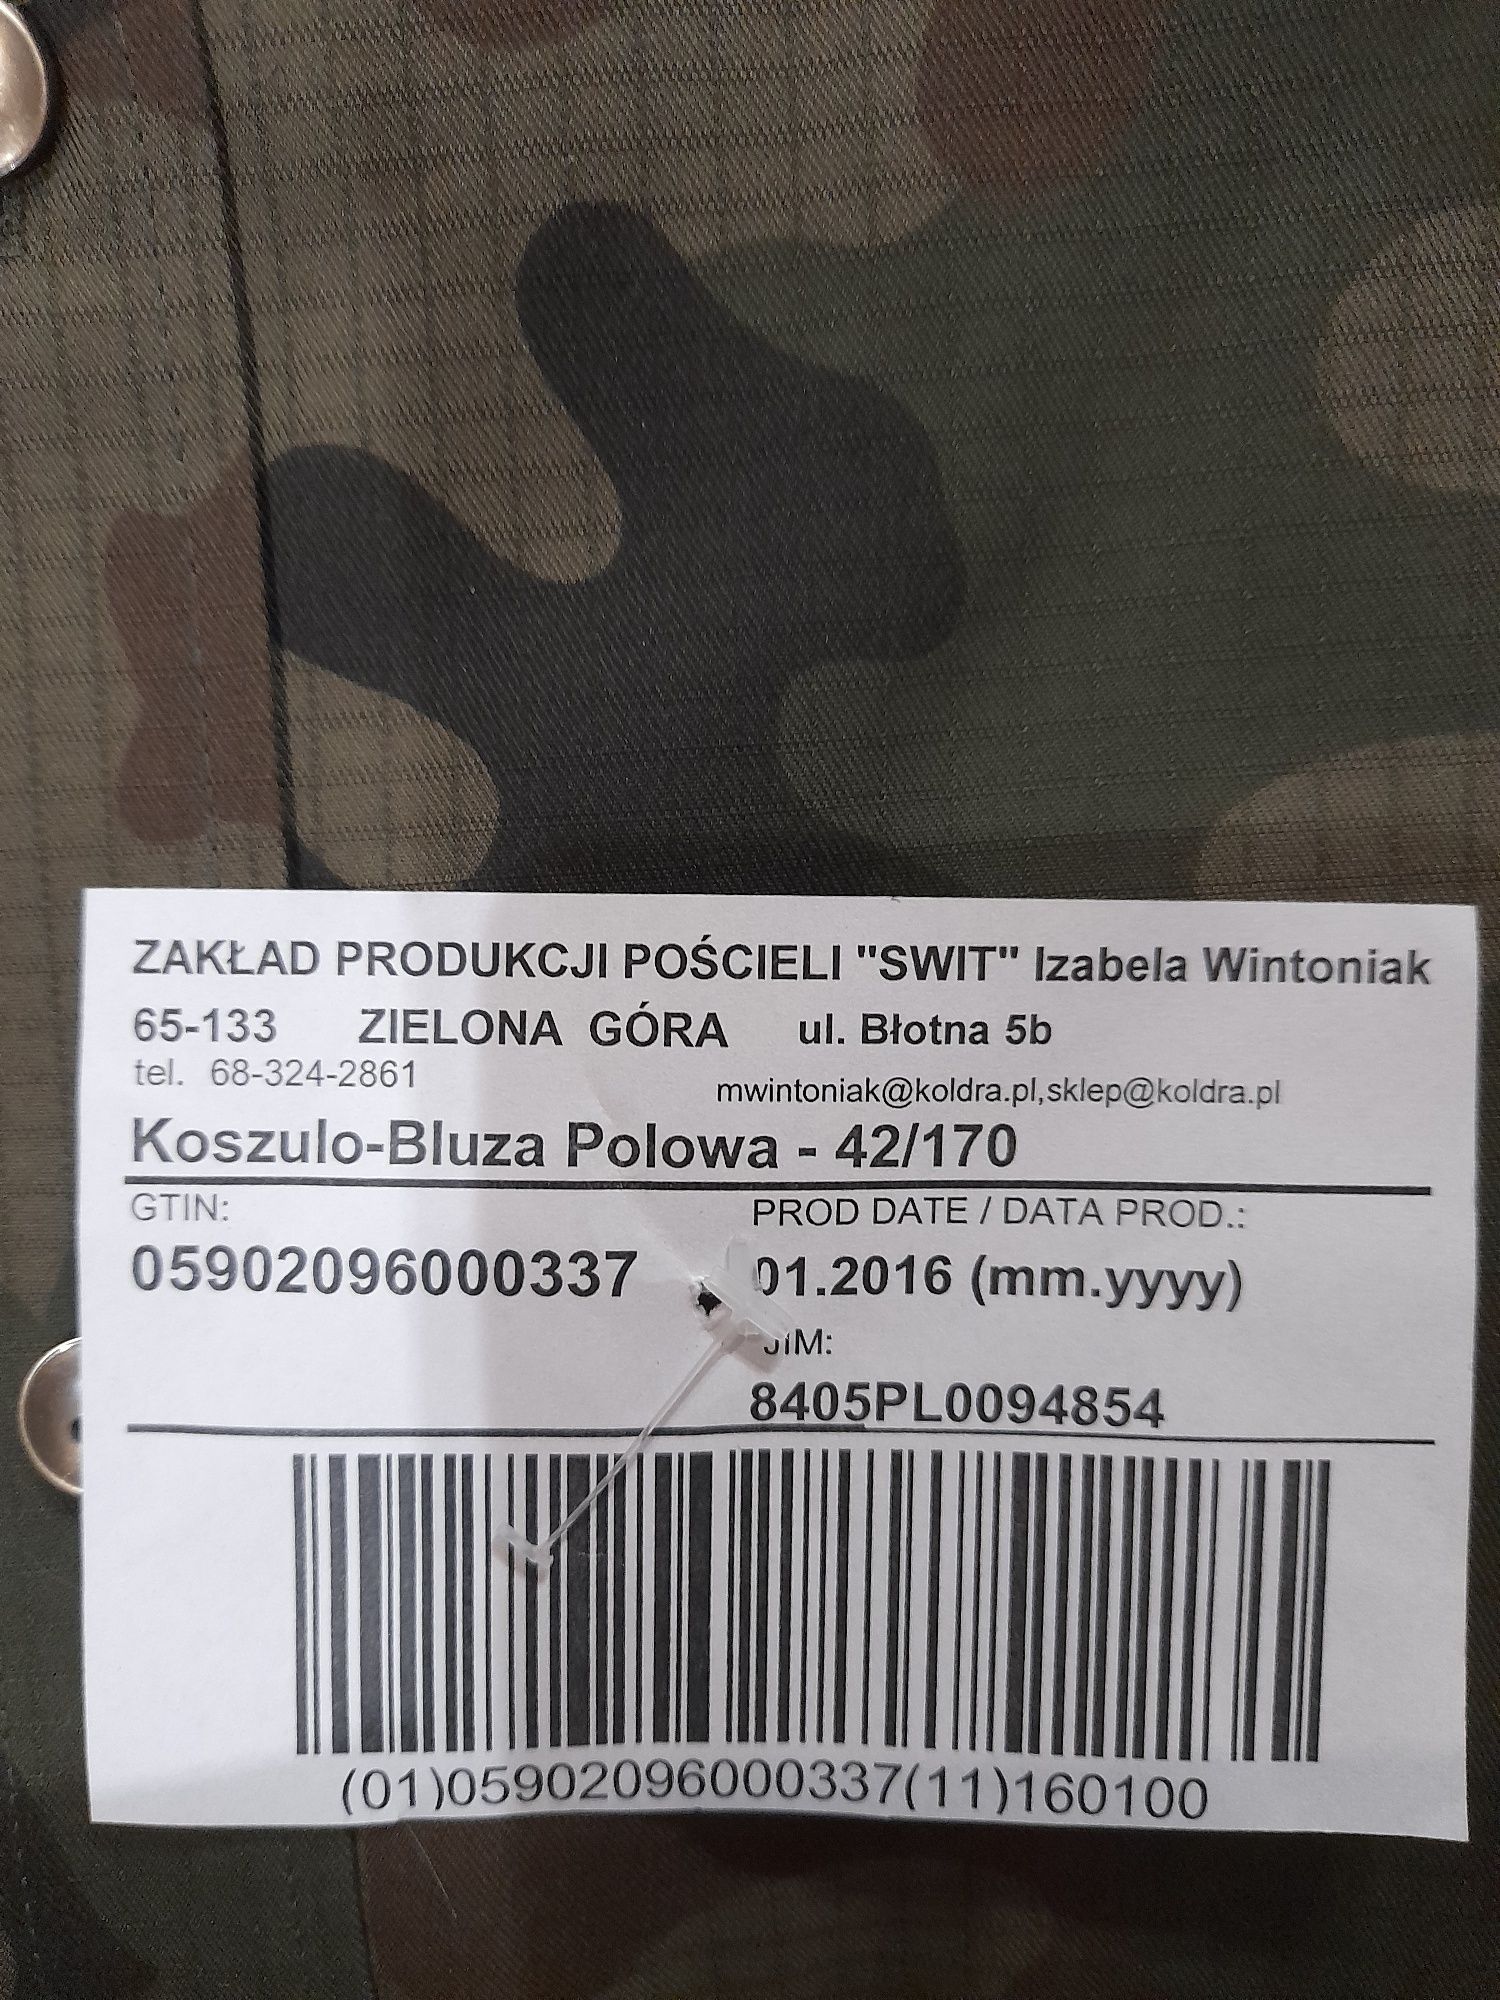 ZAKŁAD PRODUKCJI POŚCIELI "SWIT" Izabela Wintoniak
65-133 ZIELONA GÓRA ul. Błotna 5b
tel. 68-324-2861
mwintoniak@koldra.pl,sklep@koldra.pl
Koszulo-Bluza Polowa - 42/170
GTIN:
05902096000337
PROD DATE / DATA PROD.:
01.2016 (mm.yyyy)
JIM:
8405PL0094854
(01)05902096000337(11)160100